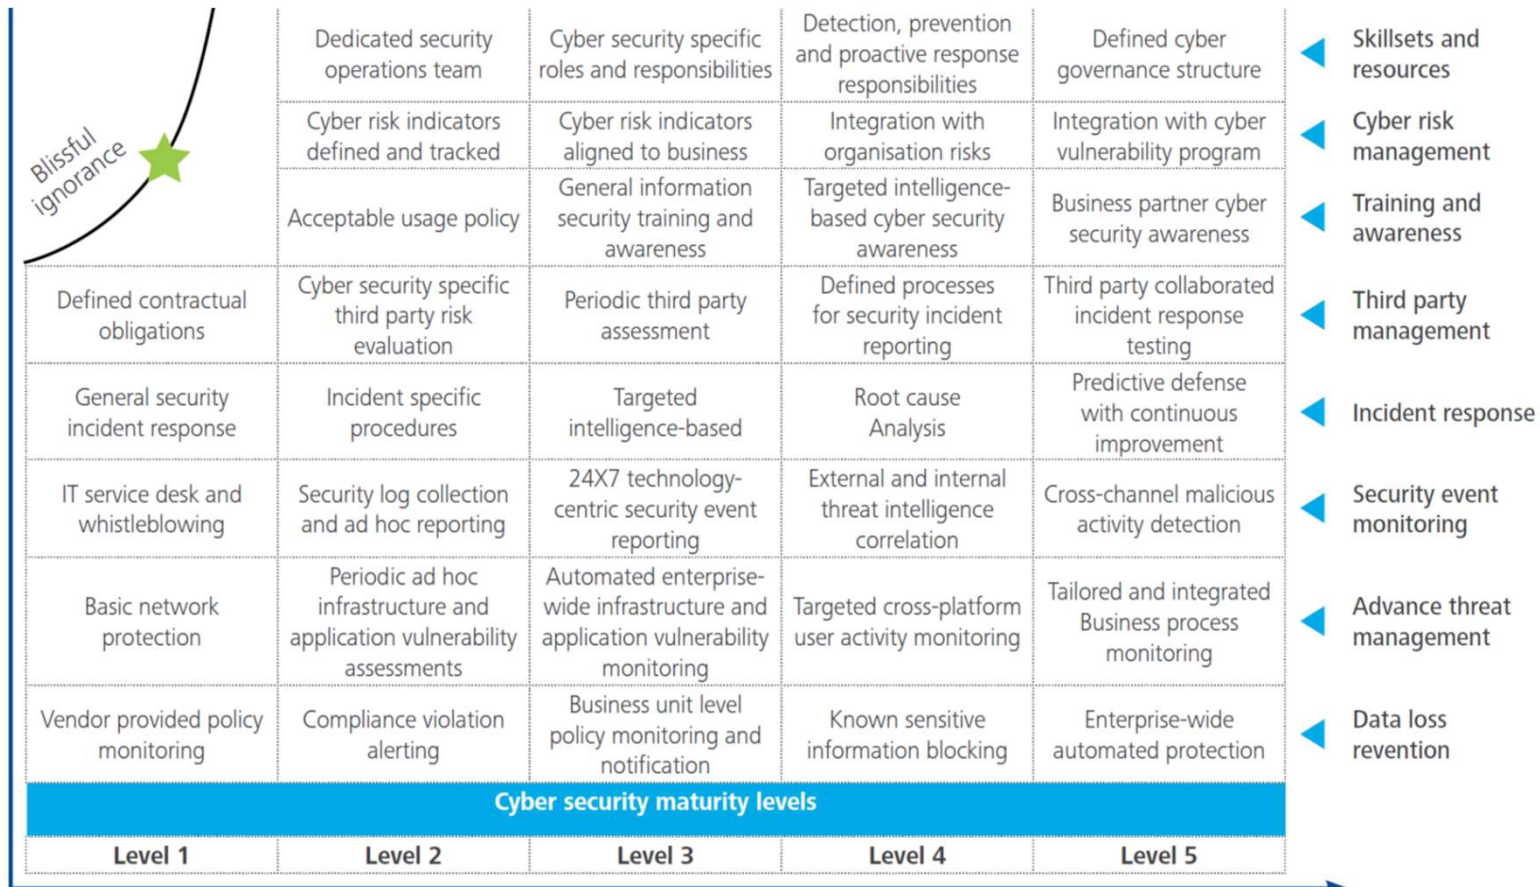 Dedicated security
operations team
Cyber security specific
roles and responsibilities
Detection, prevention
and proactive response
responsibilities
Defined cyber
governance structure
Skillsets and
resources
Blissful
ignorance
Cyber risk indicators
defined and tracked
Cyber risk indicators
aligned to business
Integration with
organisation risks
Integration with cyber
vulnerability program
Cyber risk
management
Acceptable usage policy
General information
security training and
awareness
Targeted intelligence-
based cyber security
awareness
Business partner cyber
security awareness
Training and
awareness
Defined contractual
obligations
Cyber security specific
third party risk
evaluation
Periodic third party
assessment
Defined processes
for security incident
reporting
Third party collaborated
incident response
testing
Third party
management
General security
incident response
Incident specific
procedures
Targeted
intelligence-based
Root cause
Analysis
Predictive defense
with continuous
improvement
Incident response
IT service desk and
whistleblowing
Security log collection
and ad hoc reporting
24X7 technology-
centric security event
reporting
External and internal
threat intelligence
correlation
Cross-channel malicious
activity detection
Security event
monitoring
Basic network
protection
Periodic ad hoc
infrastructure and
application vulnerability
assessments
Automated enterprise-
wide infrastructure and
application vulnerability
monitoring
Targeted cross-platform
user activity monitoring
Tailored and integrated
Business process
monitoring
Advance threat
management
Vendor provided policy
monitoring
Compliance violation
alerting
Business unit level
policy monitoring and
notification
Known sensitive
information blocking
Enterprise-wide
automated protection
Data loss
revention
Cyber security maturity levels
Level 1
Level 2
Level 3
Level 4
Level 5